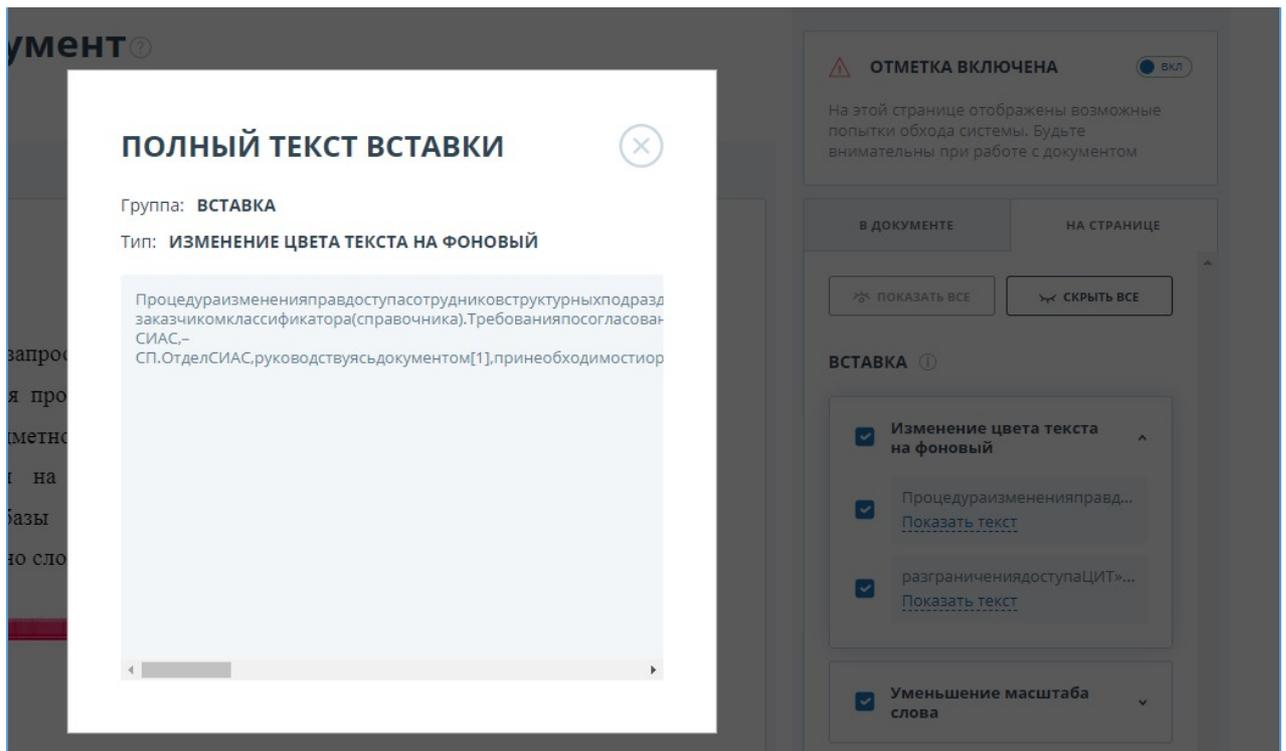 умент
ПОЛНЫЙ ТЕКСТ ВСТАВКИ
Группа: ВСТАВКА
Тип: ИЗМЕНЕНИЕ ЦВЕТА ТЕКСТА НА ФОНОВЫЙ
Процедураизмененияправдоступасотрудниковструктурныхподразд
заказчикомклассификатора(справочника).Требованияпосогласован
СИАС,–
СП.ОтделСИАС,руководствуясьдокументом[1],принеобходимостиор
запрос
я про
метно
на
базы
но сло
ОТМЕТКА ВКЛЮЧЕНА
ВКЛ
На этой странице отображены возможные
попытки обхода системы. Будьте
внимательны при работе с документом
В ДОКУМЕНТЕ
НА СТРАНИЦЕ
ПОКАЗАТЬ ВСЕ
СКРЫТЬ ВСЕ
ВСТАВКА
Изменение цвета текста
на фоновый
Процедураизмененияправд...
Показать текст
разграничениядоступаЦИТ»...
Показать текст
Уменьшение масштаба
слова